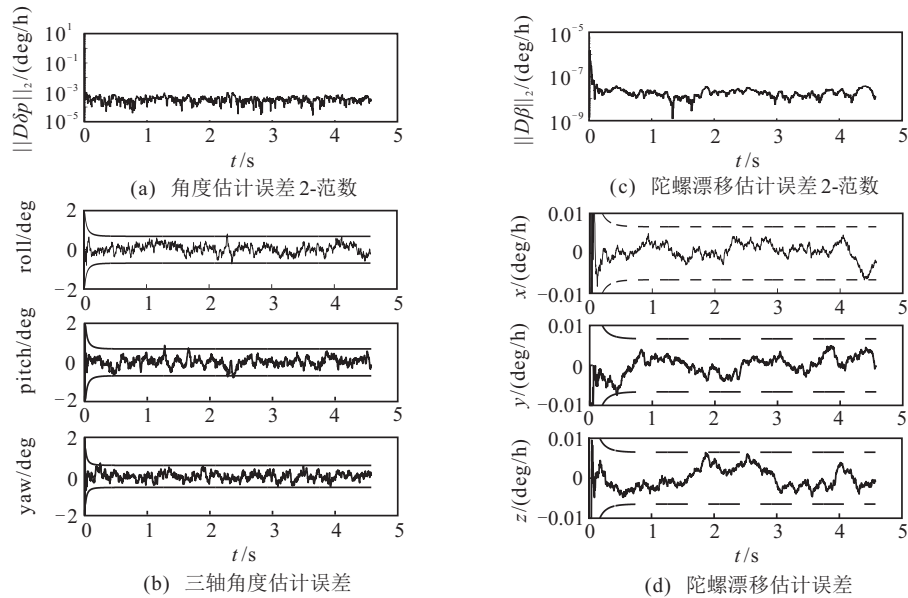 ||Dδp||₂/(deg/h)
10¹
10⁻¹
10⁻³
10⁻⁵
0 1 2 3 4 5
t/s
(a) 角度估计误差2-范数
roll/deg
2
0
−2
0 1 2 3 4 5
pitch/deg
2
0
−2
0 1 2 3 4 5
yaw/deg
2
0
−2
0 1 2 3 4 5
t/s
(b) 三轴角度估计误差
||Dβ||₂/(deg/h)
10⁻⁵
10⁻⁷
10⁻⁹
0 1 2 3 4 5
t/s
(c) 陀螺漂移估计误差2-范数
x/(deg/h)
0.01
0
−0.01
0 1 2 3 4 5
y/(deg/h)
0.01
0
−0.01
0 1 2 3 4 5
z/(deg/h)
0.01
0
−0.01
0 1 2 3 4 5
t/s
(d) 陀螺漂移估计误差